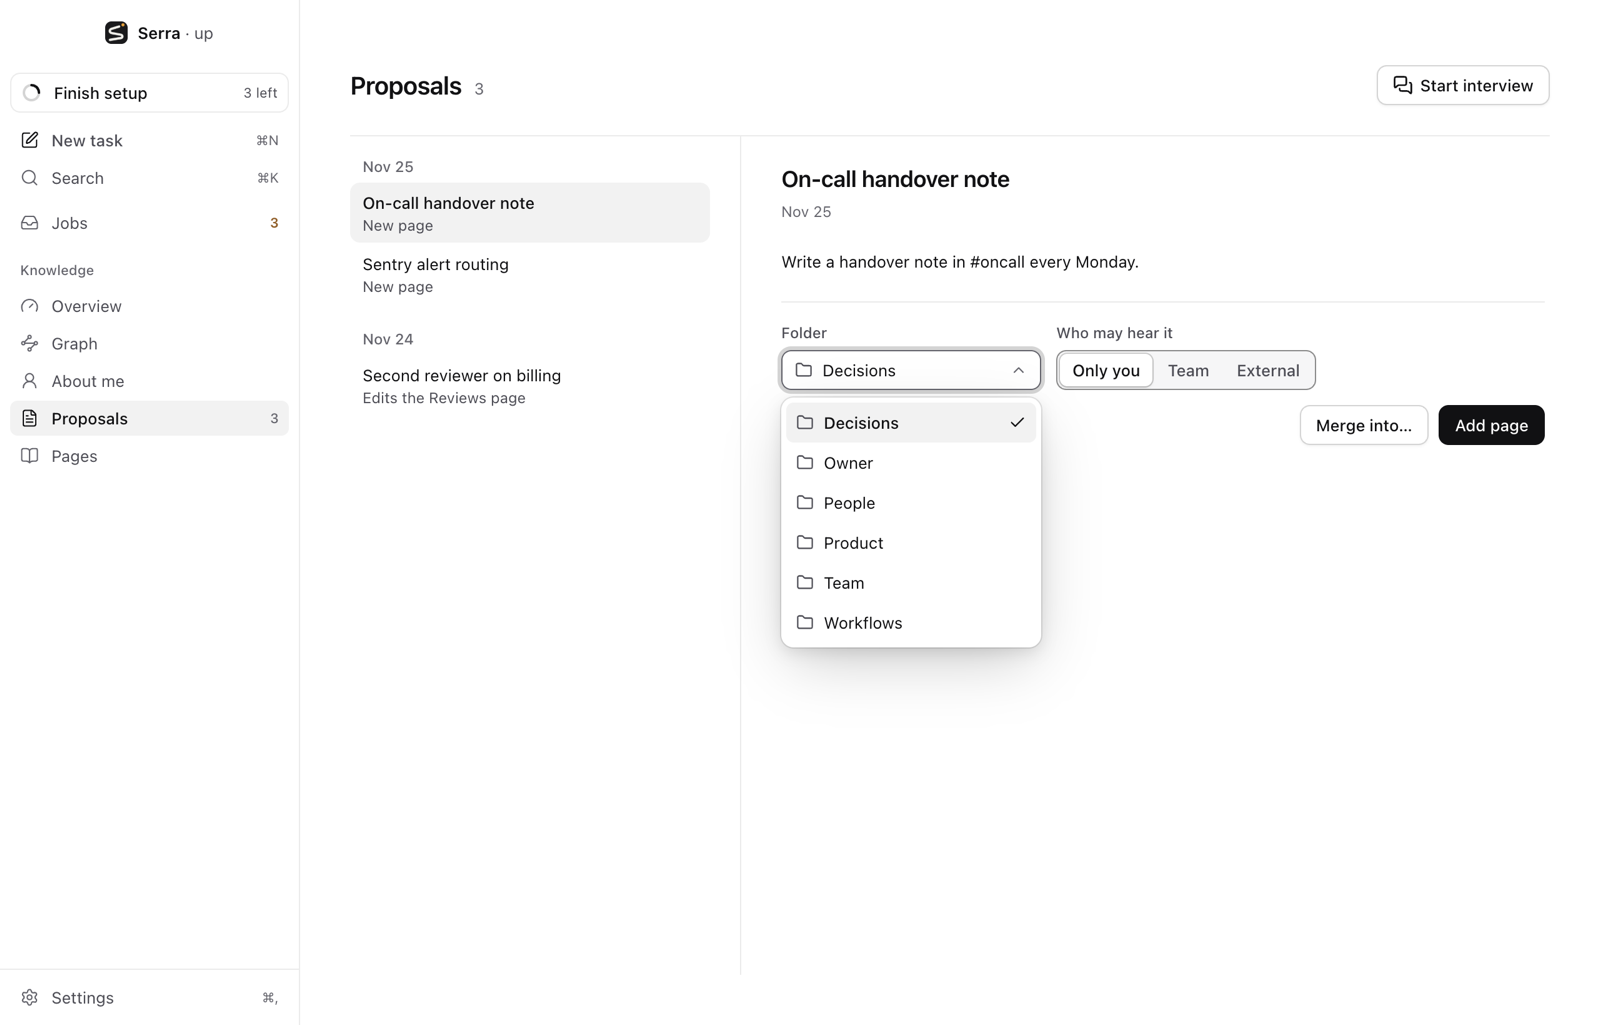 Serra · up
Finish setup 3 left
New task ⌘N
Search ⌘K
Jobs 3
Knowledge
Overview
Graph
About me
Proposals 3
Pages
Settings ⌘,
Proposals 3
Start interview
Nov 25
On-call handover note
New page
Sentry alert routing
New page
Nov 24
Second reviewer on billing
Edits the Reviews page
On-call handover note
Nov 25
Write a handover note in #oncall every Monday.
Folder
Decisions
Who may hear it
Only you Team External
Decisions
Owner
People
Product
Team
Workflows
Merge into... Add page